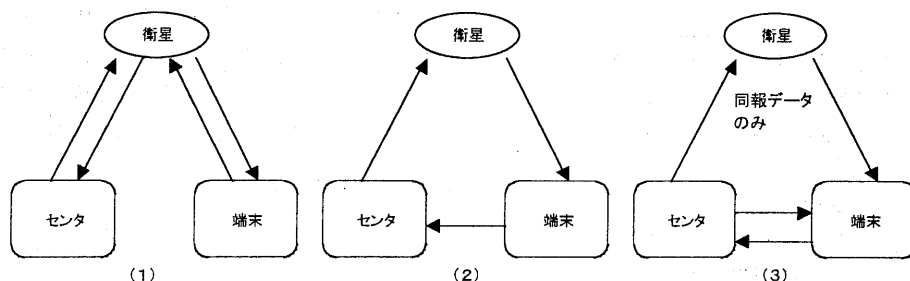 衛星
センタ
端末
(1)
衛星
センタ
端末
(2)
衛星
同報データ
のみ
センタ
端末
(3)